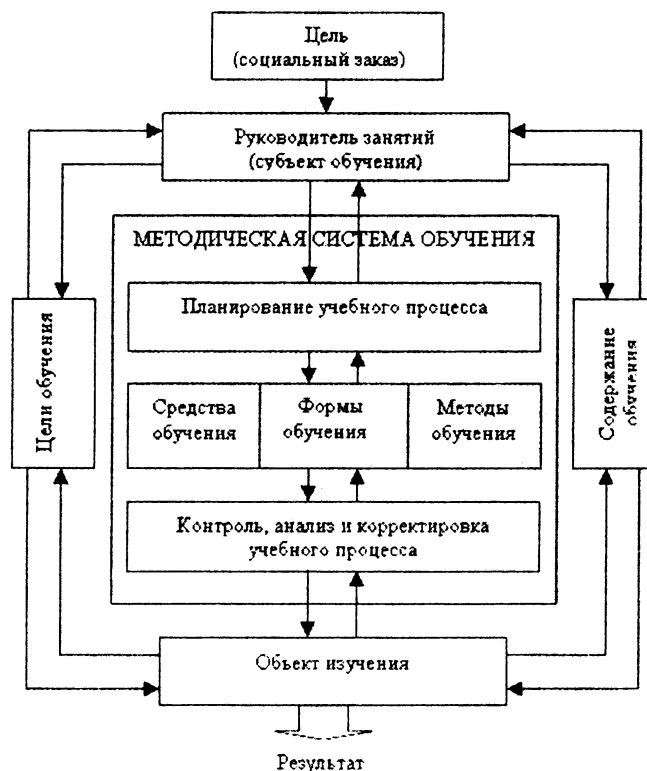 Цель
(социальный заказ)
Руководитель занятий
(субъект обучения)
МЕТОДИЧЕСКАЯ СИСТЕМА ОБУЧЕНИЯ
Планирование учебного процесса
Цели обучения
Средства
обучения
Формы
обучения
Методы
обучения
Содержание
обучения
Контроль, анализ и корректировка
учебного процесса
Объект изучения
Результат